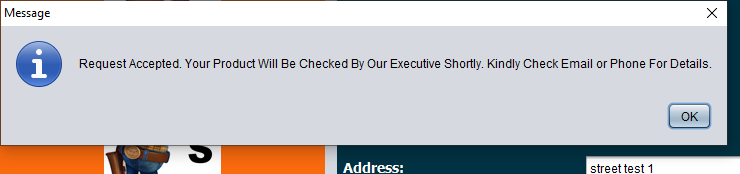 Message
Request Accepted. Your Product Will Be Checked By Our Executive Shortly. Kindly Check Email or Phone For Details.
OK
S
Address:
street test 1